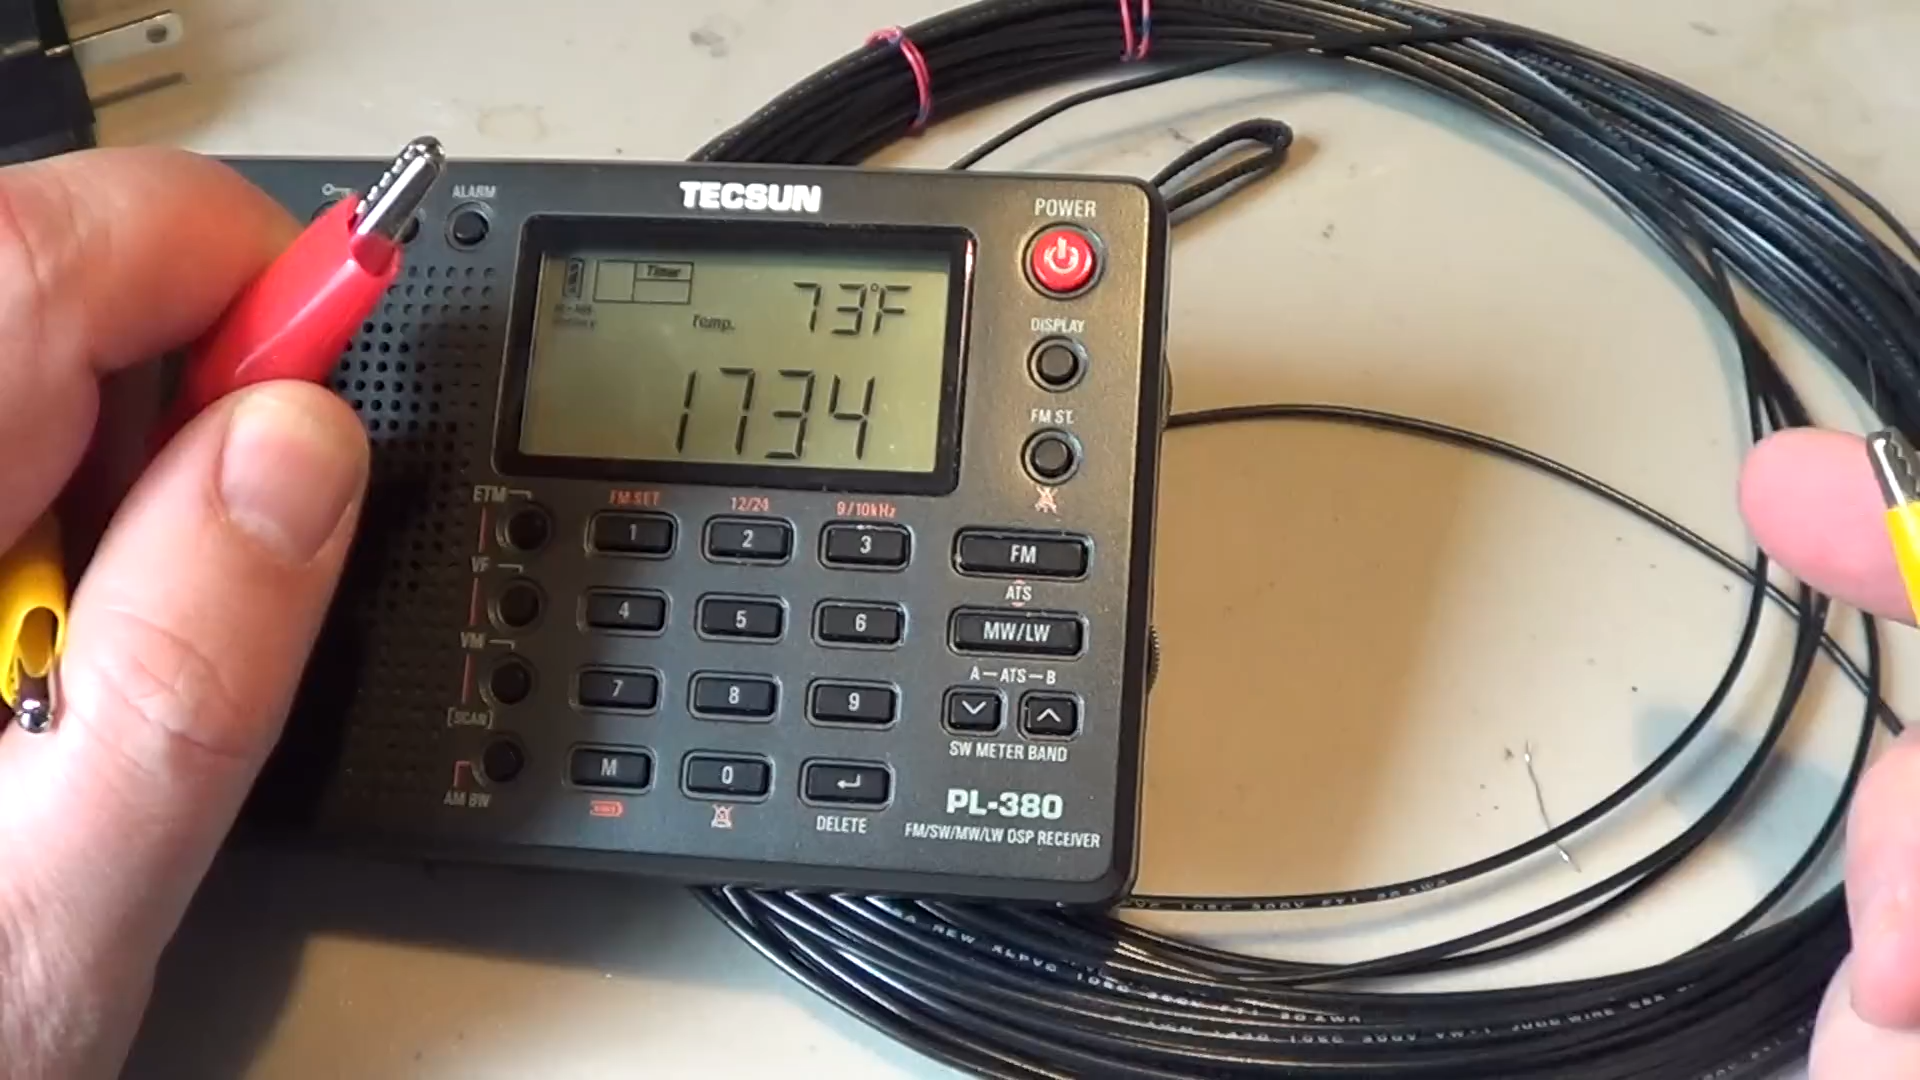 TECSUN
ALARM
POWER
Timer
73°F
Temp.
1734
DISPLAY
FM ST.
ETM
FM SET
12/24
9/10kHz
1
2
3
FM
VF
ATS
4
5
6
MW/LW
VM
A-ATS-B
7
8
9
[SCAN]
SW METER BAND
M
0
AM BW
DELETE
PL-380
FM/SW/MW/LW DSP RECEIVER